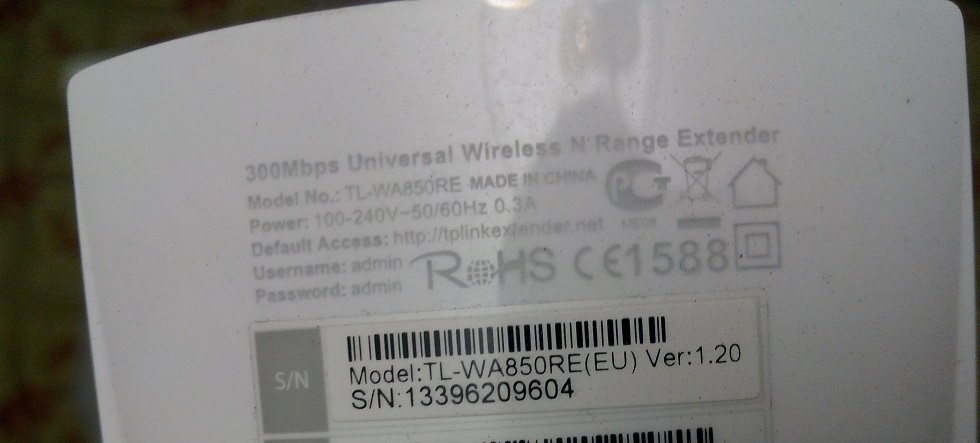 300Mbps Universal Wireless N Range Extender
Model No.: TL-WA850RE MADE IN CHINA
Power: 100-240V~50/60Hz 0.3A
Default Access: http://tplinkextender.net
Username: admin
Password: admin
RoHS CE1588
S/N
Model:TL-WA850RE(EU) Ver:1.20
S/N:13396209604